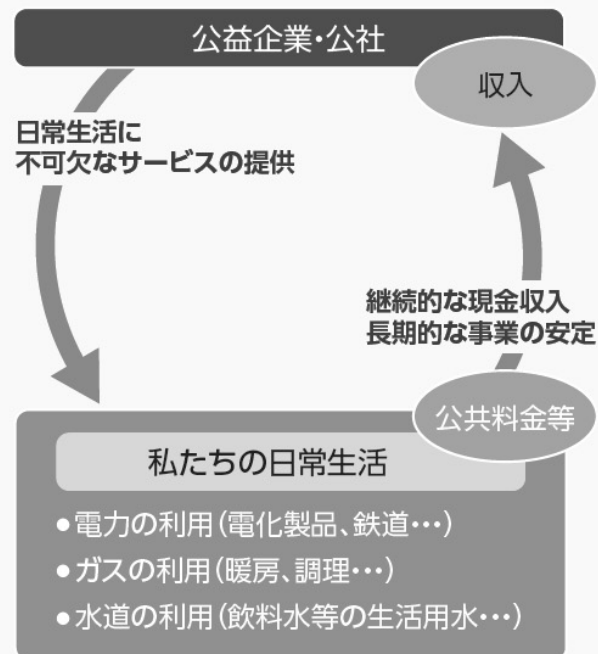 公益企業・公社
収入
日常生活に
不可欠なサービスの提供
継続的な現金収入
長期的な事業の安定
公共料金等
私たちの日常生活
●電力の利用（電化製品、鉄道…）
●ガスの利用（暖房、調理…）
●水道の利用（飲料水等の生活用水…）